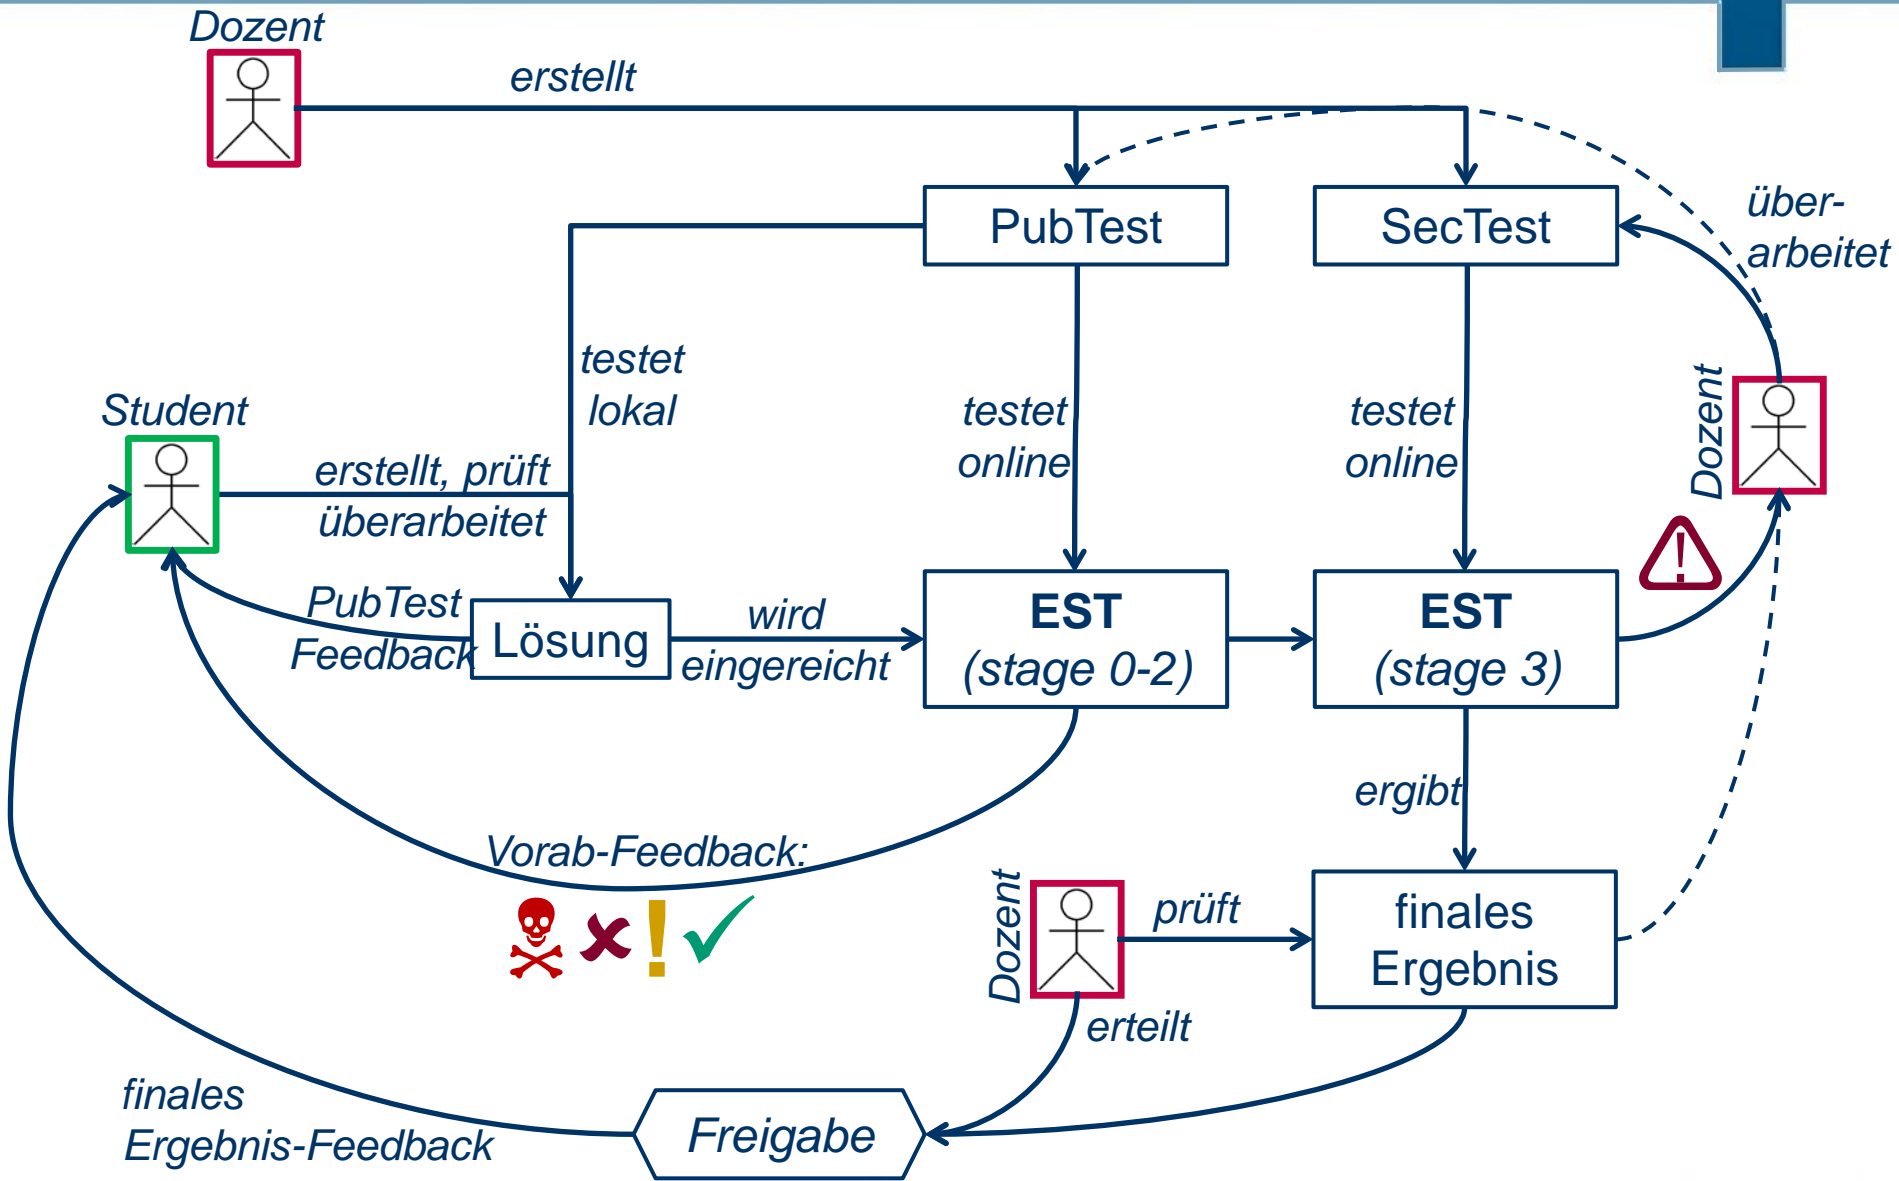 Dozent
erstellt
PubTest
SecTest
über-
arbeitet
testet
lokal
testet
online
testet
online
Dozent
Student
erstellt, prüft
überarbeitet
PubTest
Feedback
Lösung
wird
eingereicht
EST
(stage 0-2)
EST
(stage 3)
!
ergibt
Vorab-Feedback:
!
Dozent
prüft
finales
Ergebnis
erteilt
finales
Ergebnis-Feedback
Freigabe